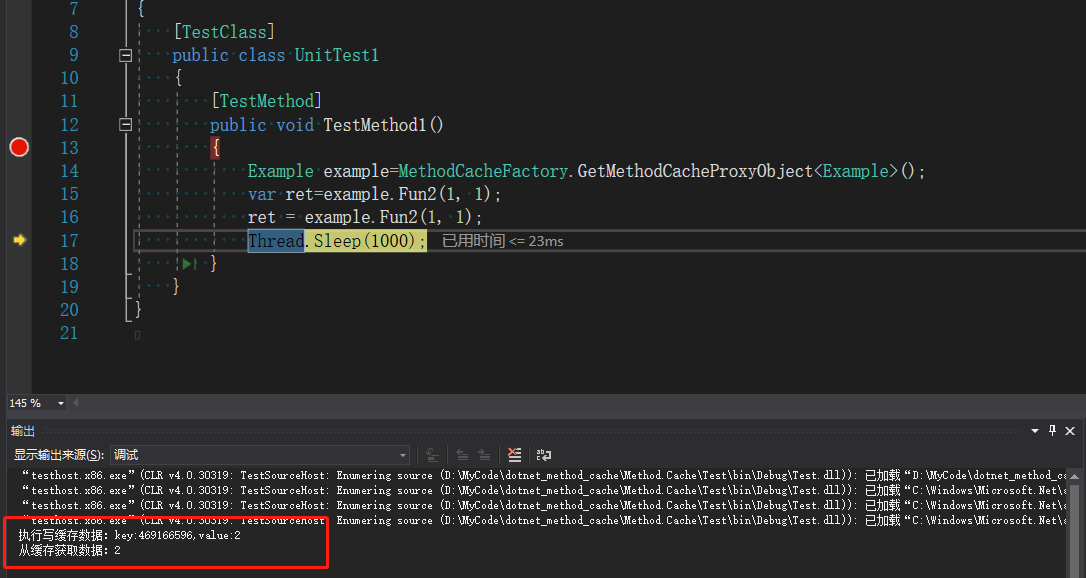 7 {
8 [TestClass]
9 public class UnitTest1
10 {
11 [TestMethod]
12 public void TestMethod1()
13 {
14 Example example=MethodCacheFactory.GetMethodCacheProxyObject<Example>();
15 var ret=example.Fun2(1, 1);
16 ret = example.Fun2(1, 1);
17 Thread.Sleep(1000); 已用时间 <= 23ms
18 }
19 }
20 }
21
145 %
输出
显示输出来源(S): 调试
“testhost.x86.exe”(CLR v4.0.30319: TestSourceHost: Enumering source (D:\MyCode\dotnet_method_cache\Method.Cache\Test\bin\Debug\Test.dll)): 已加载“D:\MyCode\dotnet_method_c
“testhost.x86.exe”(CLR v4.0.30319: TestSourceHost: Enumering source (D:\MyCode\dotnet_method_cache\Method.Cache\Test\bin\Debug\Test.dll)): 已加载“C:\Windows\Microsoft.Net\
“testhost.x86.exe”(CLR v4.0.30319: TestSourceHost: Enumering source (D:\MyCode\dotnet_method_cache\Method.Cache\Test\bin\Debug\Test.dll)): 已加载“C:\Windows\Microsoft.Net\
“testhost.x86.exe”(CLR v4.0.30319: TestSourceHost: Enumering source (D:\MyCode\dotnet_method_cache\Method.Cache\Test\bin\Debug\Test.dll)): 已加载“C:\Windows\Microsoft.Net\
执行写缓存数据: key:469166596,value:2
从缓存获取数据: 2